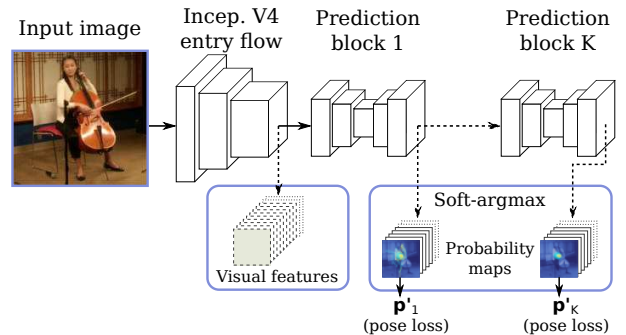 Input image
Incep. V4
entry flow
Prediction
block 1
Prediction
block K
Visual features
Soft-argmax
Probability
maps
p'1
(pose loss)
p'K
(pose loss)